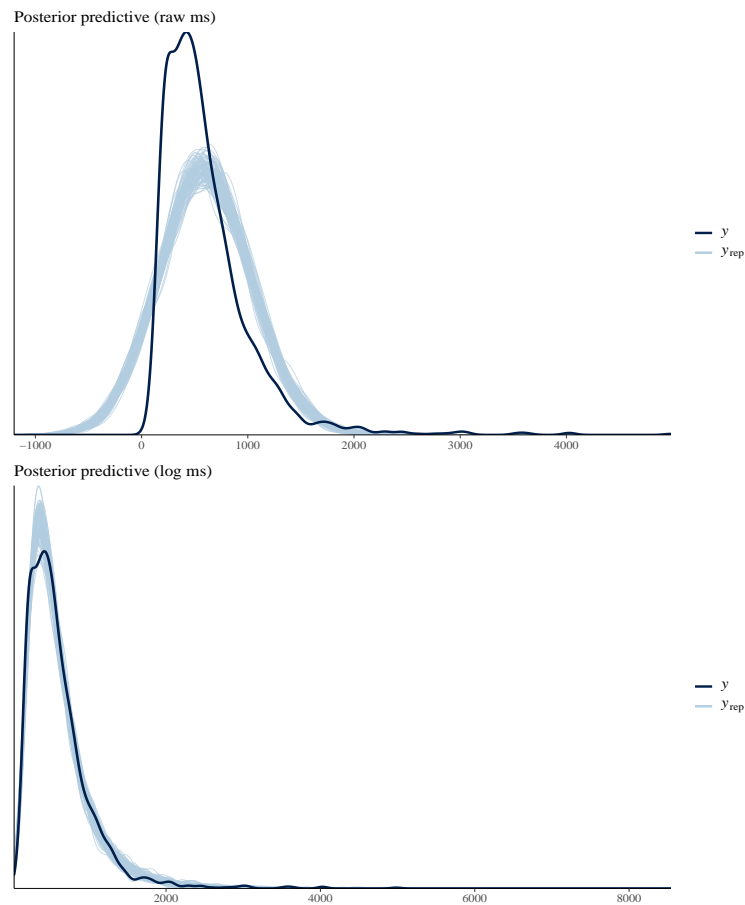 Posterior predictive (raw ms)
y
yrep
−1000 0 1000 2000 3000 4000
Posterior predictive (log ms)
y
yrep
2000 4000 6000 8000